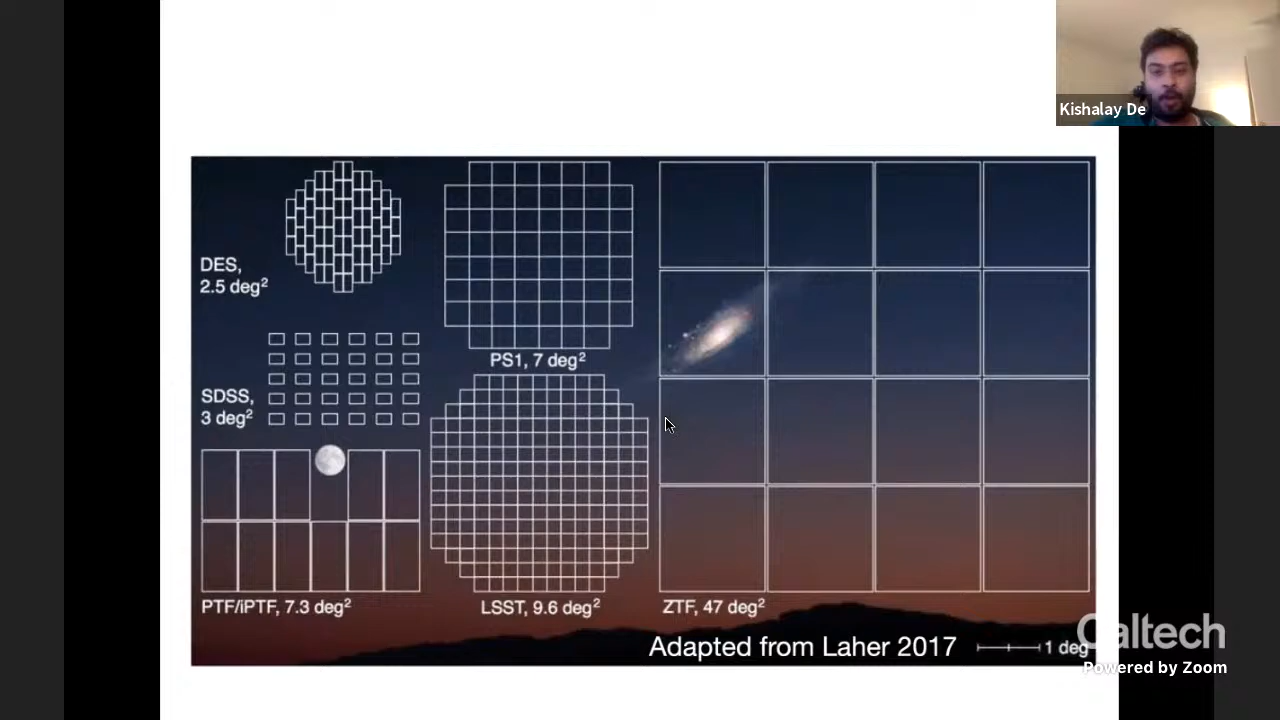 Kishalay De
DES,
2.5 deg²
SDSS,
3 deg²
PS1, 7 deg²
PTF/iPTF, 7.3 deg²
LSST, 9.6 deg²
ZTF, 47 deg²
Adapted from Laher 2017
1 deg
Caltech
Powered by Zoom